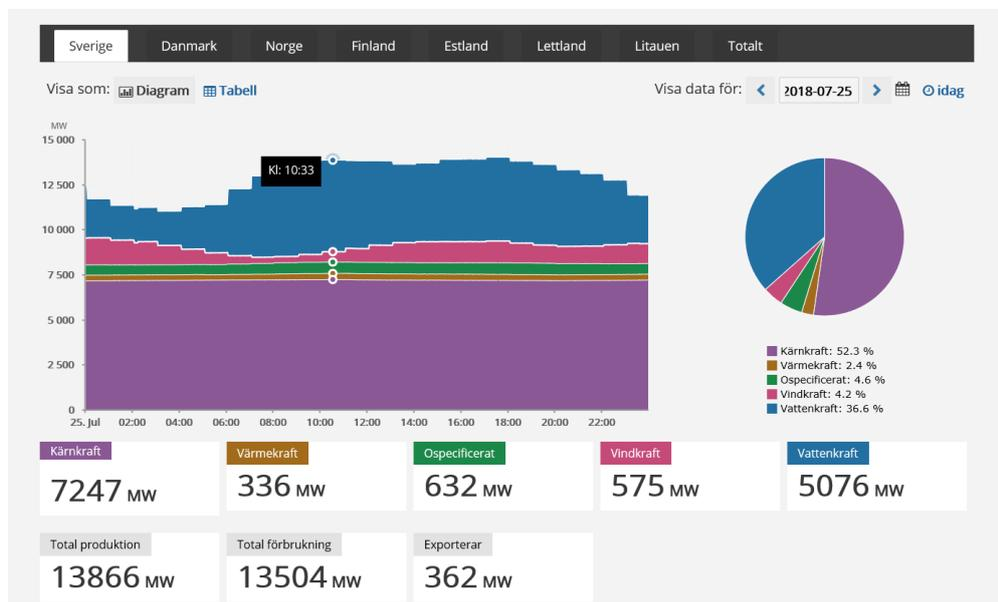 Sverige Danmark Norge Finland Estland Lettland Litauen Totalt
Visa som: Diagram Tabell Visa data för: 2018-07-25 idag
MW
15 000
12 500
10 000
7 500
5 000
2 500
0
Kl: 10:33
25. Jul 02:00 04:00 06:00 08:00 10:00 12:00 14:00 16:00 18:00 20:00 22:00
Kärnkraft: 52.3 %
Värmekraft: 2.4 %
Ospecificerat: 4.6 %
Vindkraft: 4.2 %
Vattenkraft: 36.6 %
Kärnkraft Värmekraft Ospecificerat Vindkraft Vattenkraft
7247 MW 336 MW 632 MW 575 MW 5076 MW
Total produktion Total förbrukning Exporterar
13866 MW 13504 MW 362 MW